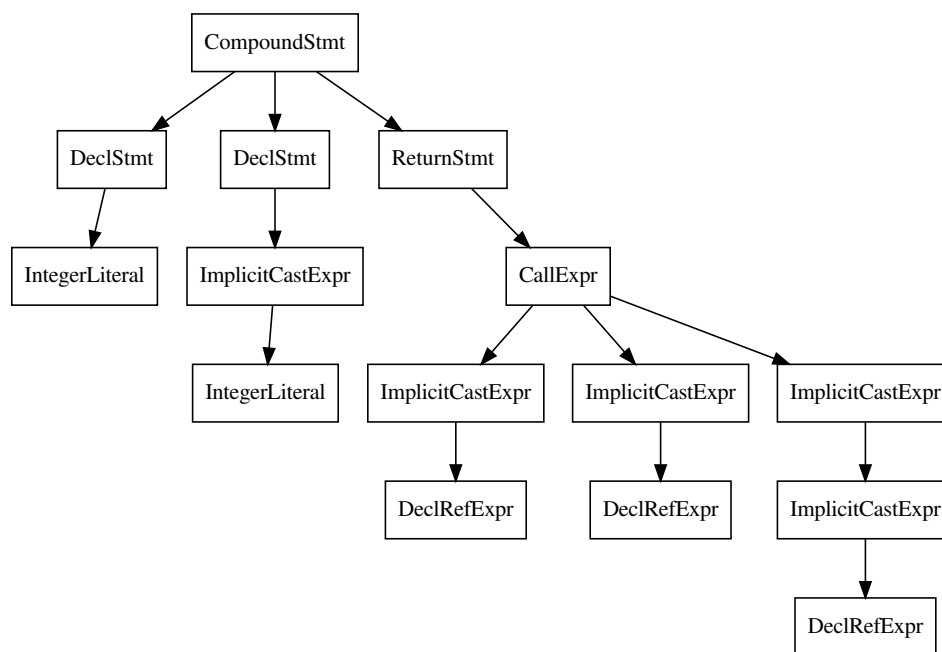 CompoundStmt
DeclStmt
DeclStmt
ReturnStmt
IntegerLiteral
ImplicitCastExpr
CallExpr
IntegerLiteral
ImplicitCastExpr
ImplicitCastExpr
ImplicitCastExpr
DeclRefExpr
DeclRefExpr
ImplicitCastExpr
DeclRefExpr